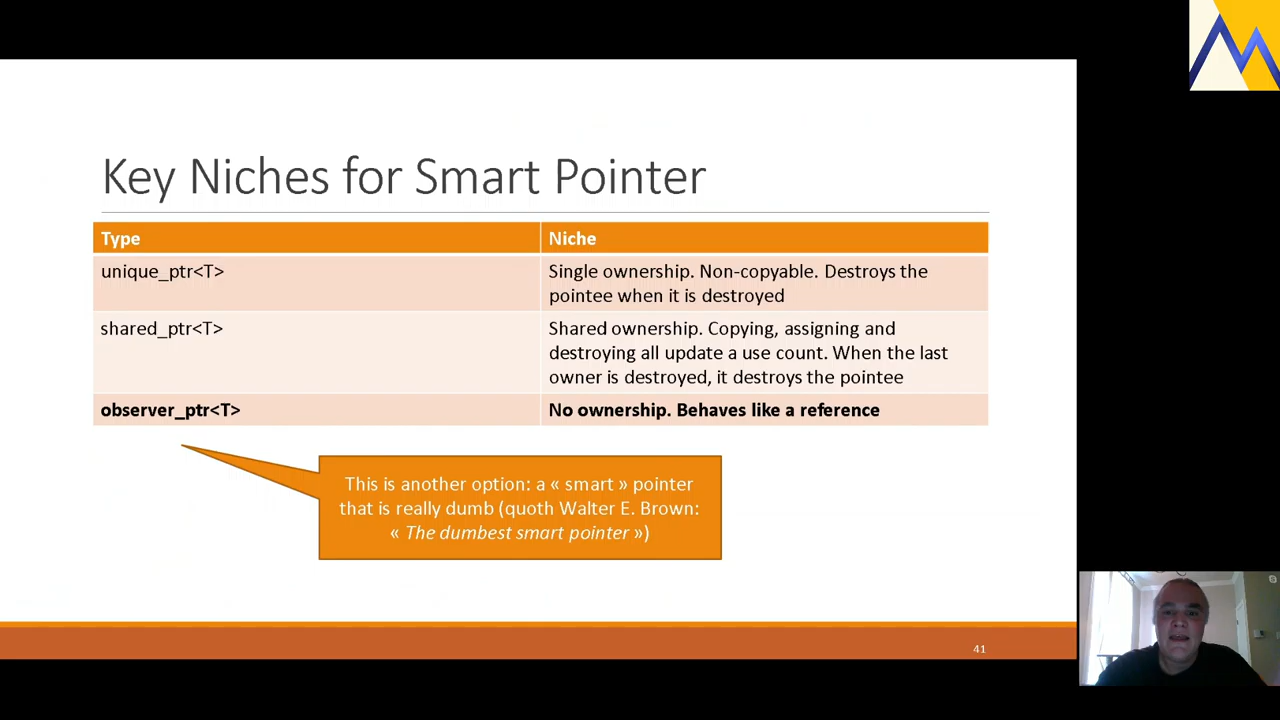 Key Niches for Smart Pointer
Type
Niche
unique_ptr<T>
Single ownership. Non-copyable. Destroys the
pointee when it is destroyed
shared_ptr<T>
Shared ownership. Copying, assigning and
destroying all update a use count. When the last
owner is destroyed, it destroys the pointee
observer_ptr<T>
No ownership. Behaves like a reference
This is another option: a « smart » pointer
that is really dumb (quoth Walter E. Brown:
« The dumbest smart pointer »)
41